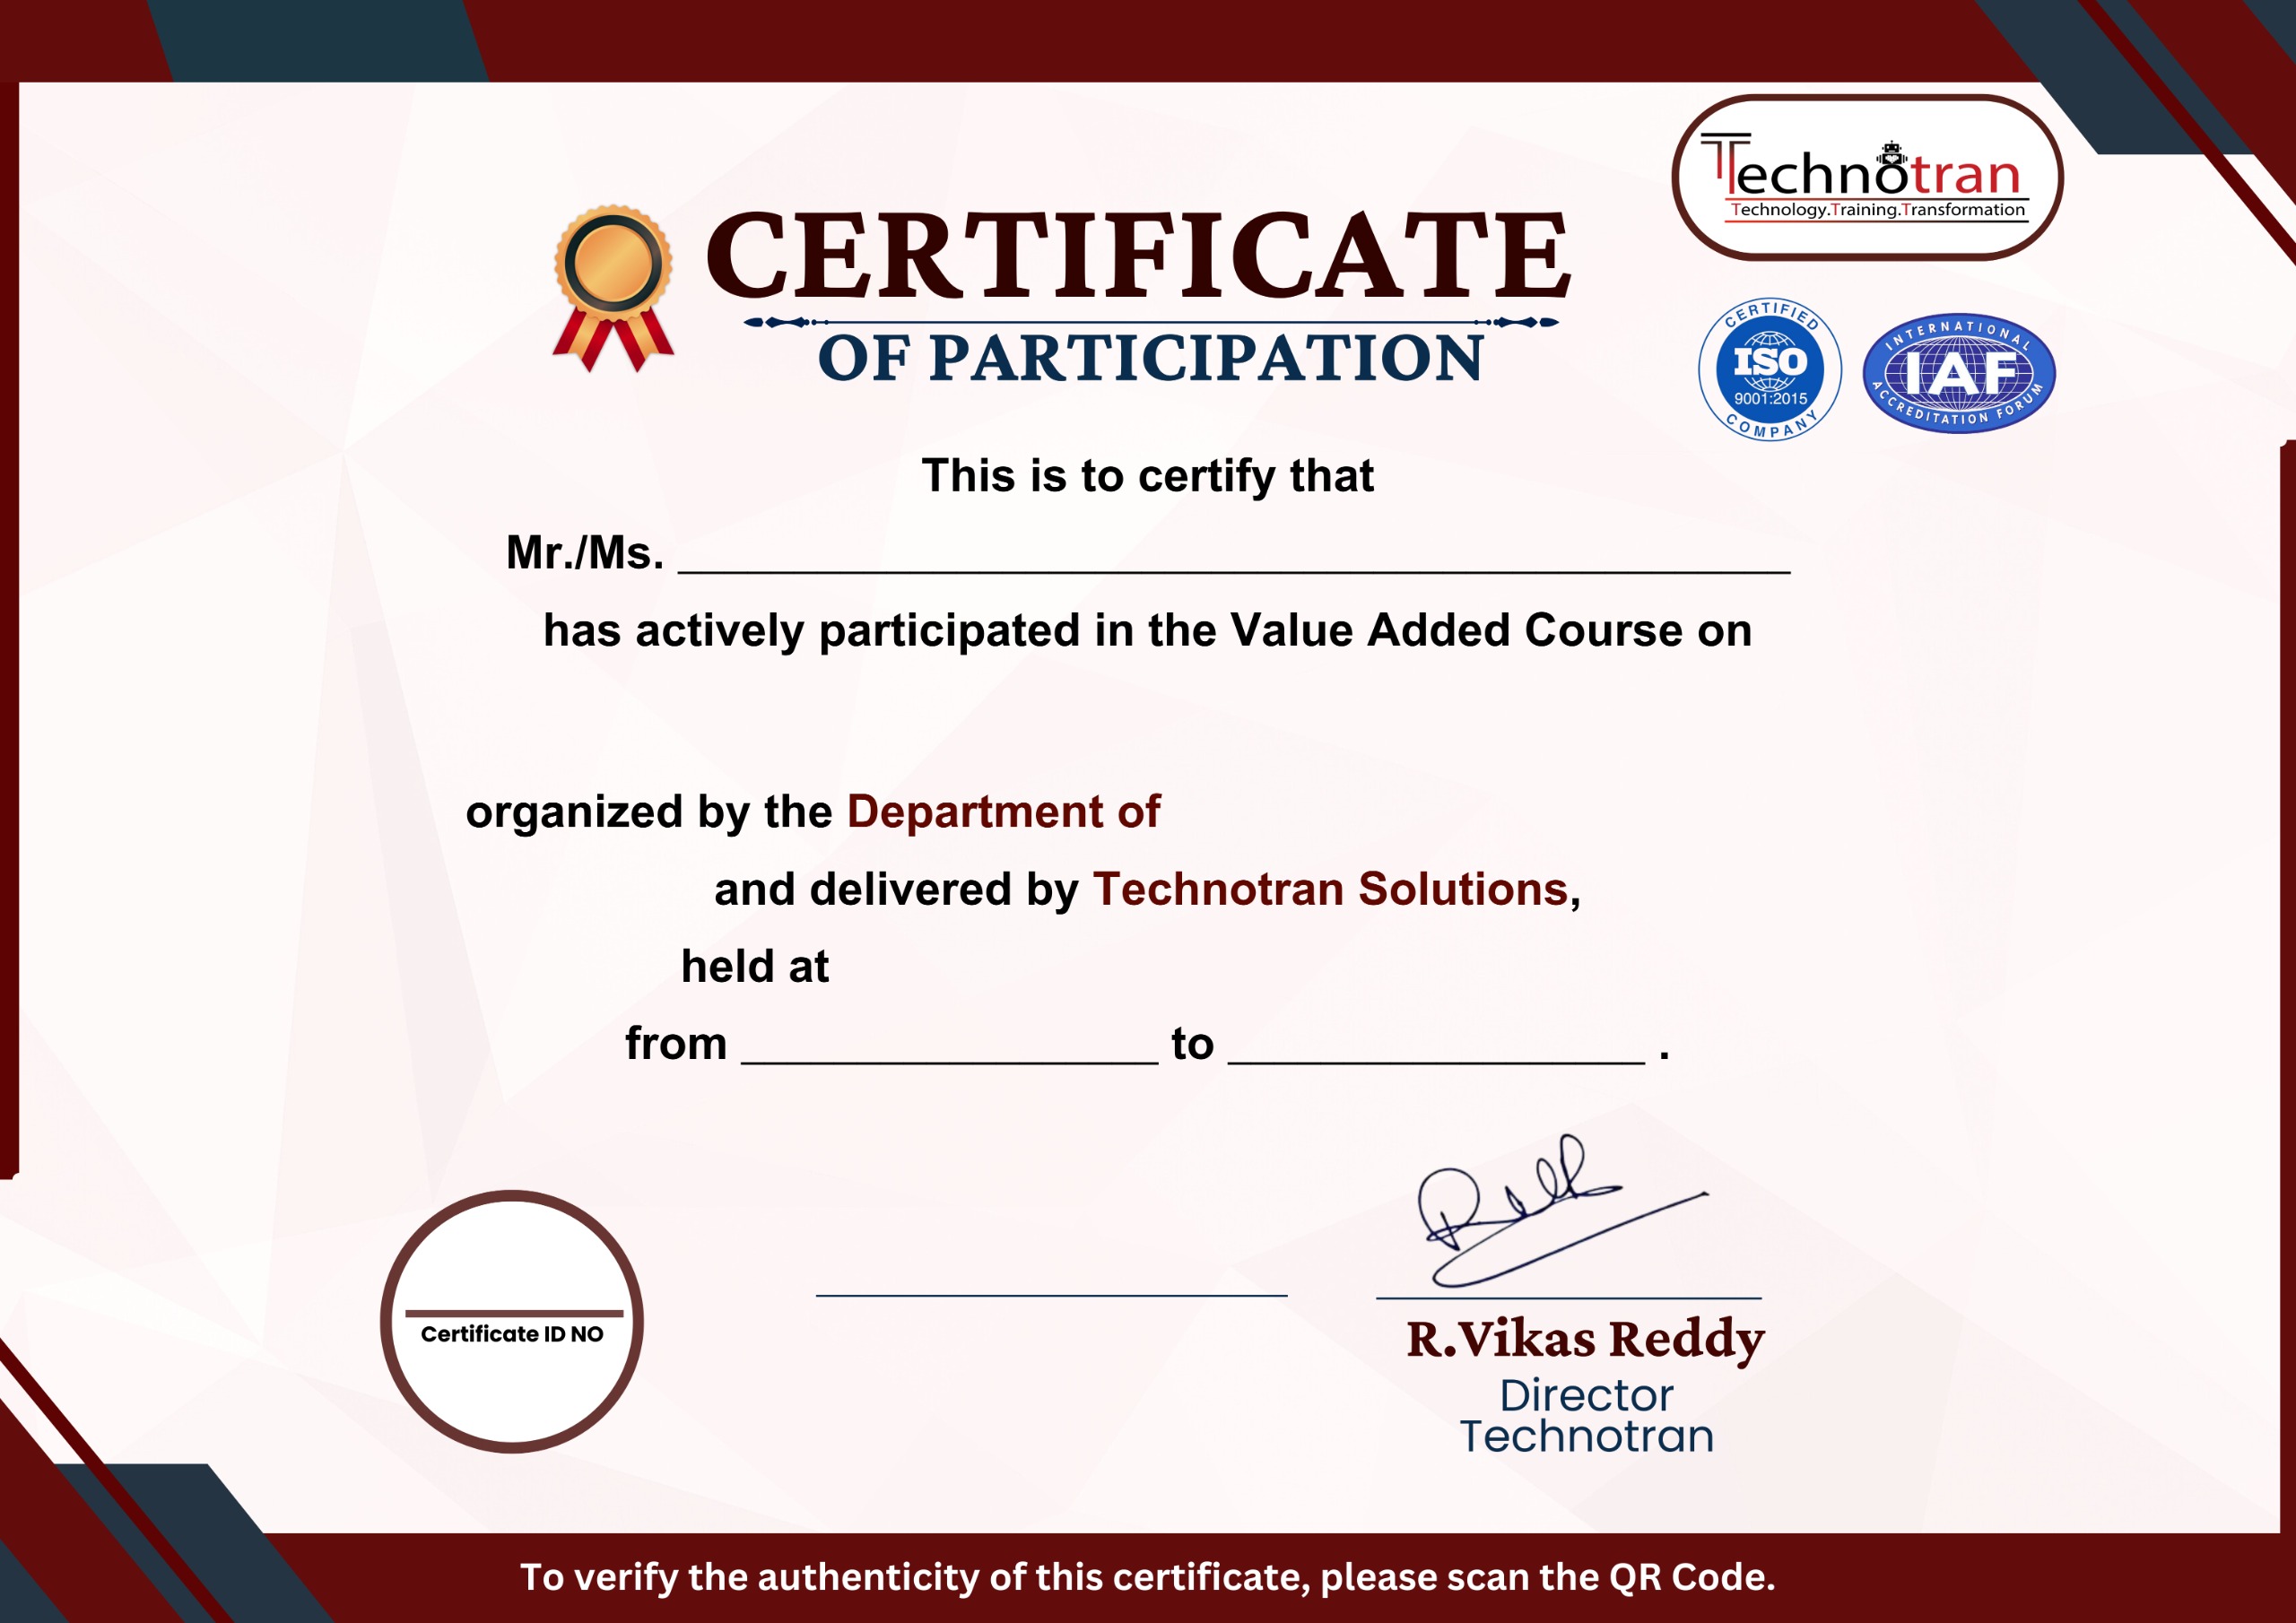 Technotran
Technology.Training.Transformation
CERTIFICATE
OF PARTICIPATION
CERTIFIED
ISO
9001:2015
COMPANY
INTERNATIONAL
IAF
ACCREDITATION FORUM
This is to certify that
Mr./Ms. ________________________________________________
has actively participated in the Value Added Course on
organized by the Department of
and delivered by Technotran Solutions,
held at
from __________________ to __________________ .
Certificate ID NO
R.Vikas Reddy
Director
Technotran
To verify the authenticity of this certificate, please scan the QR Code.